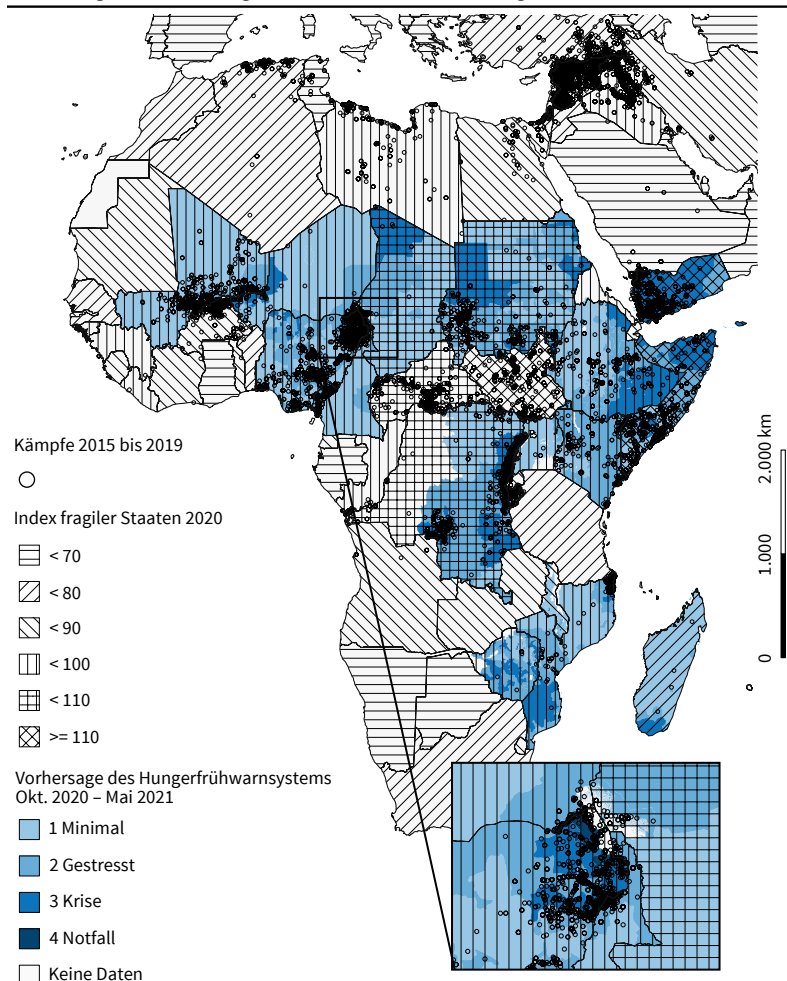 Kämpfe 2015 bis 2019
Index fragiler Staaten 2020
< 70
< 80
< 90
< 100
< 110
>= 110
Vorhersage des Hungerfrühwarnsystems
Okt. 2020 – Mai 2021
1 Minimal
2 Gestresst
3 Krise
4 Notfall
Keine Daten
2.000 km
1.000
0